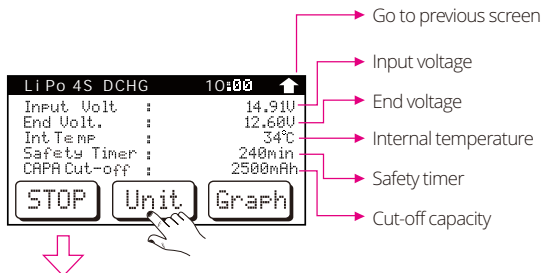 Go to previous screen
Input voltage
End voltage
Internal temperature
Safety timer
Cut-off capacity
LiPo 4S DCHG 10:00
Input Volt : 14.91V
End Volt. : 12.60V
Int Temp : 34℃
Safety Timer : 240min
CAPA Cut-off : 2500mAh
STOP Unit Graph